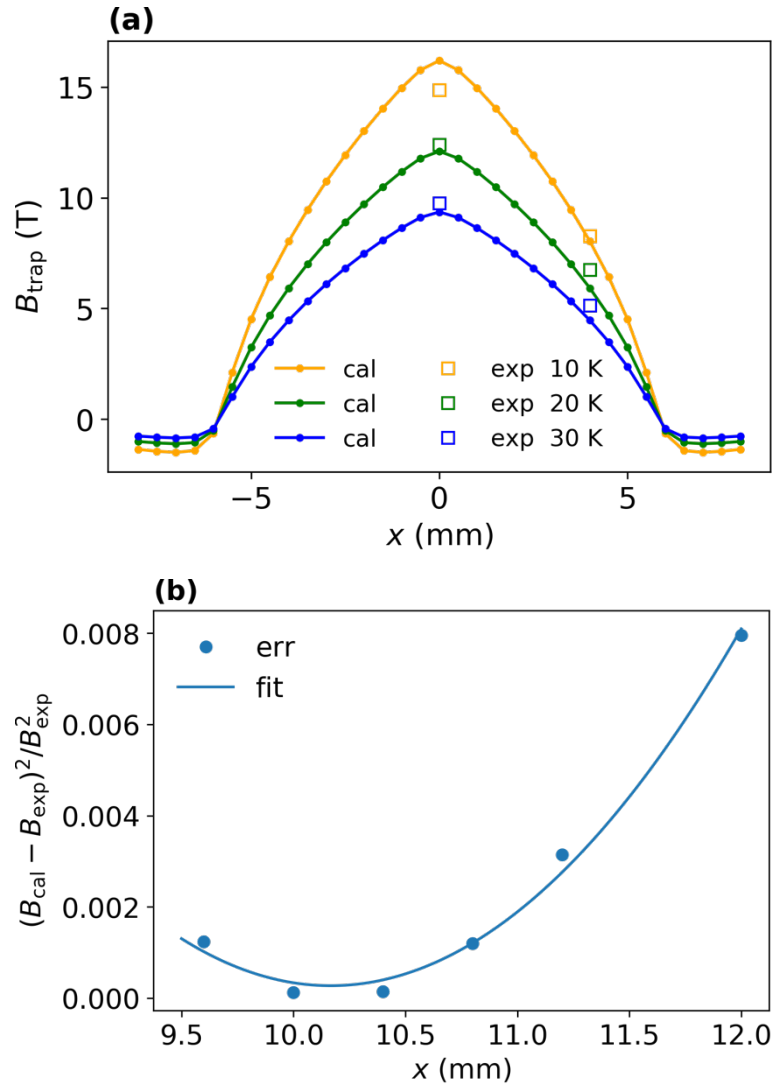 (a)
15
10
5
0
B_trap (T)
cal exp 10 K
cal exp 20 K
cal exp 30 K
−5 0 5
x (mm)
(b)
0.008
0.006
0.004
0.002
0.000
(B_cal − B_exp)²/B²_exp
err
fit
9.5 10.0 10.5 11.0 11.5 12.0
x (mm)